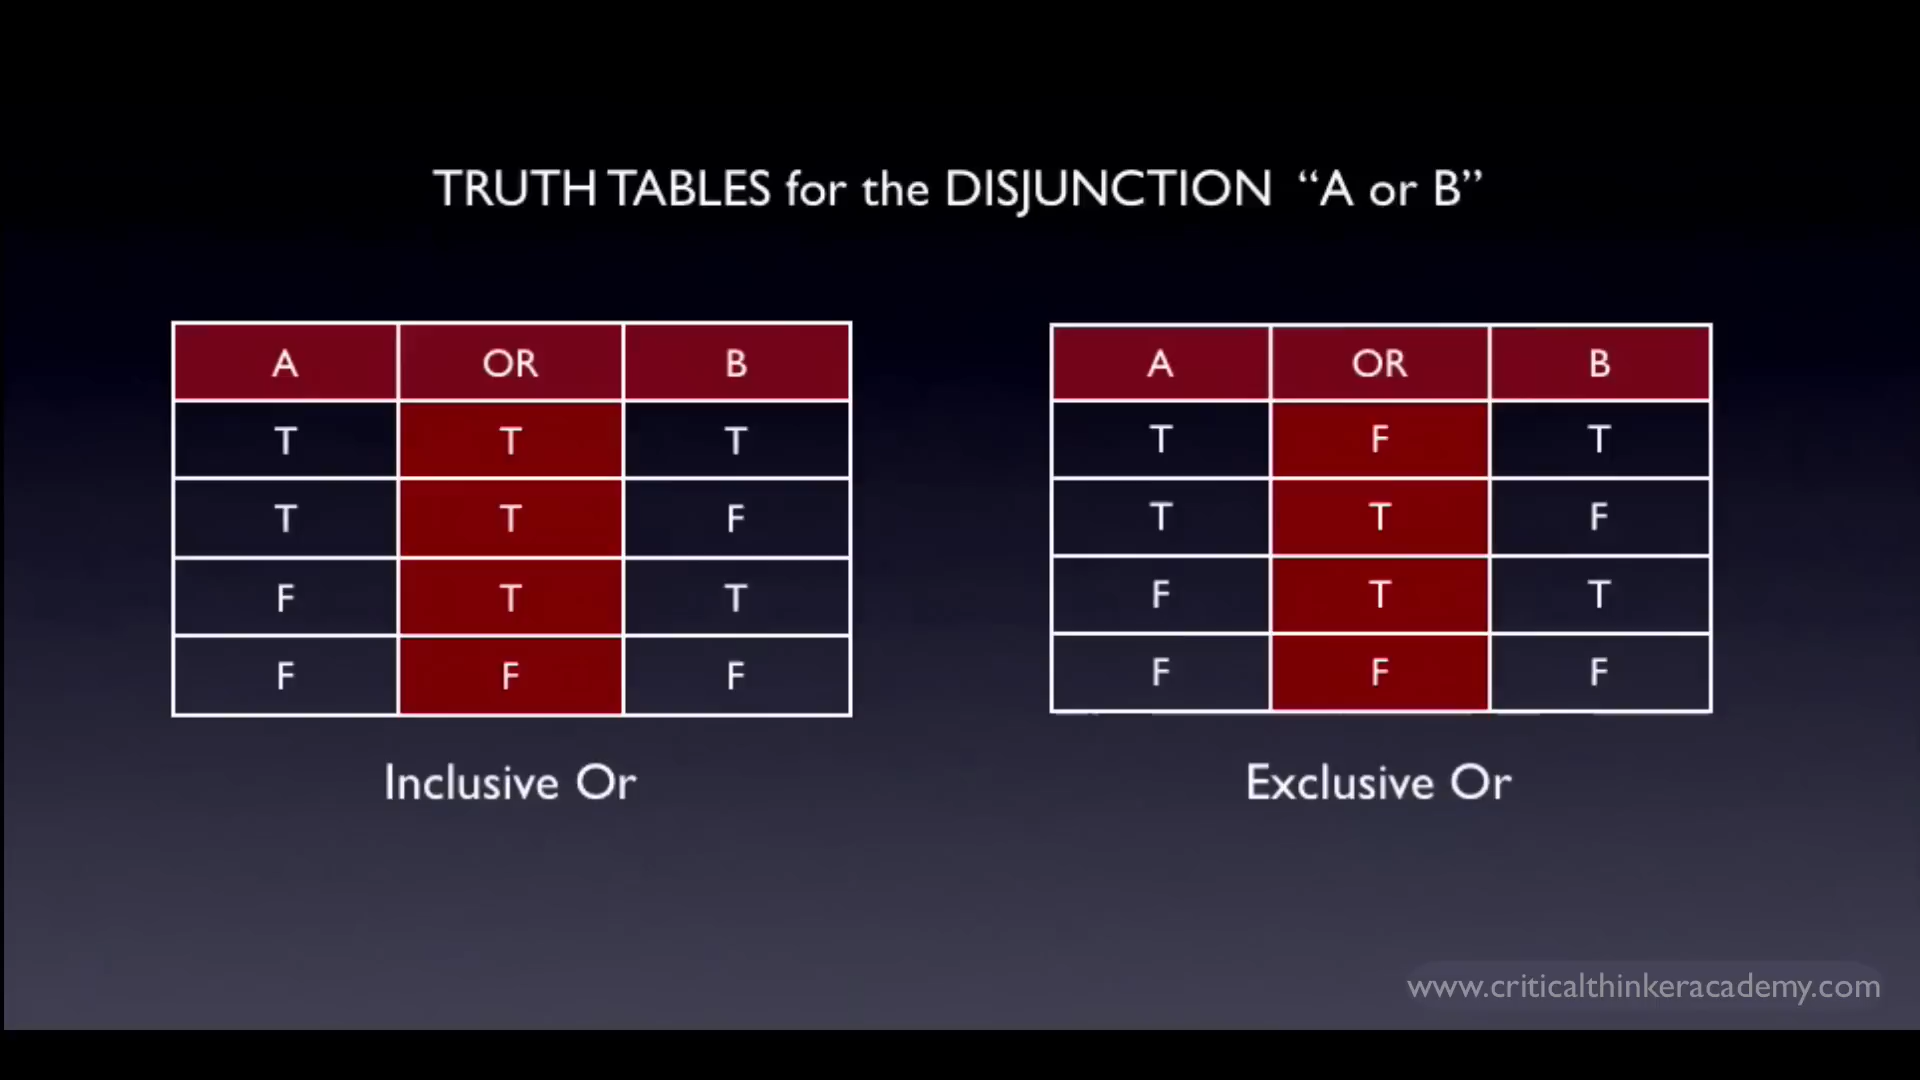 TRUTH TABLES for the DISJUNCTION “A or B”
A OR B
T T T
T T F
F T T
F F F
Inclusive Or
A OR B
T F T
T T F
F T T
F F F
Exclusive Or
www.criticalthinkeracademy.com